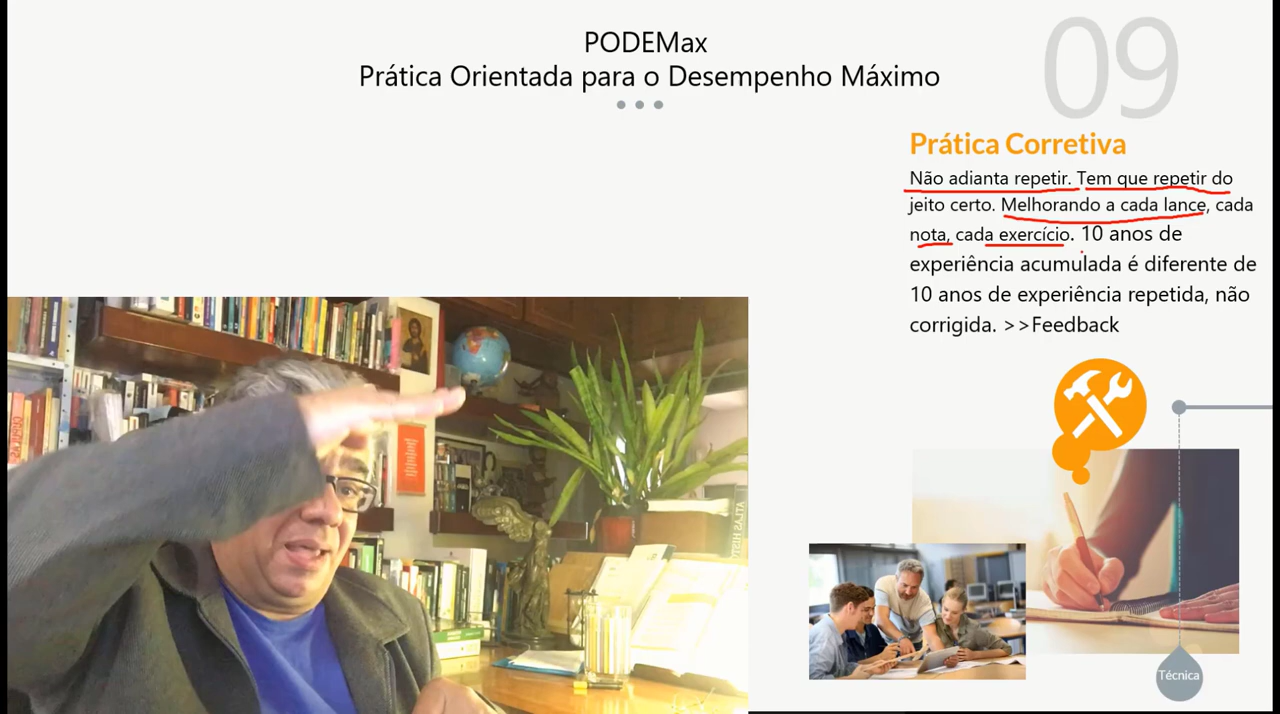 PODEMax
Prática Orientada para o Desempenho Máximo
09
Prática Corretiva
Não adianta repetir. Tem que repetir do
jeito certo. Melhorando a cada lance, cada
nota, cada exercício. 10 anos de
experiência acumulada é diferente de
10 anos de experiência repetida, não
corrigida. >>Feedback
Técnica